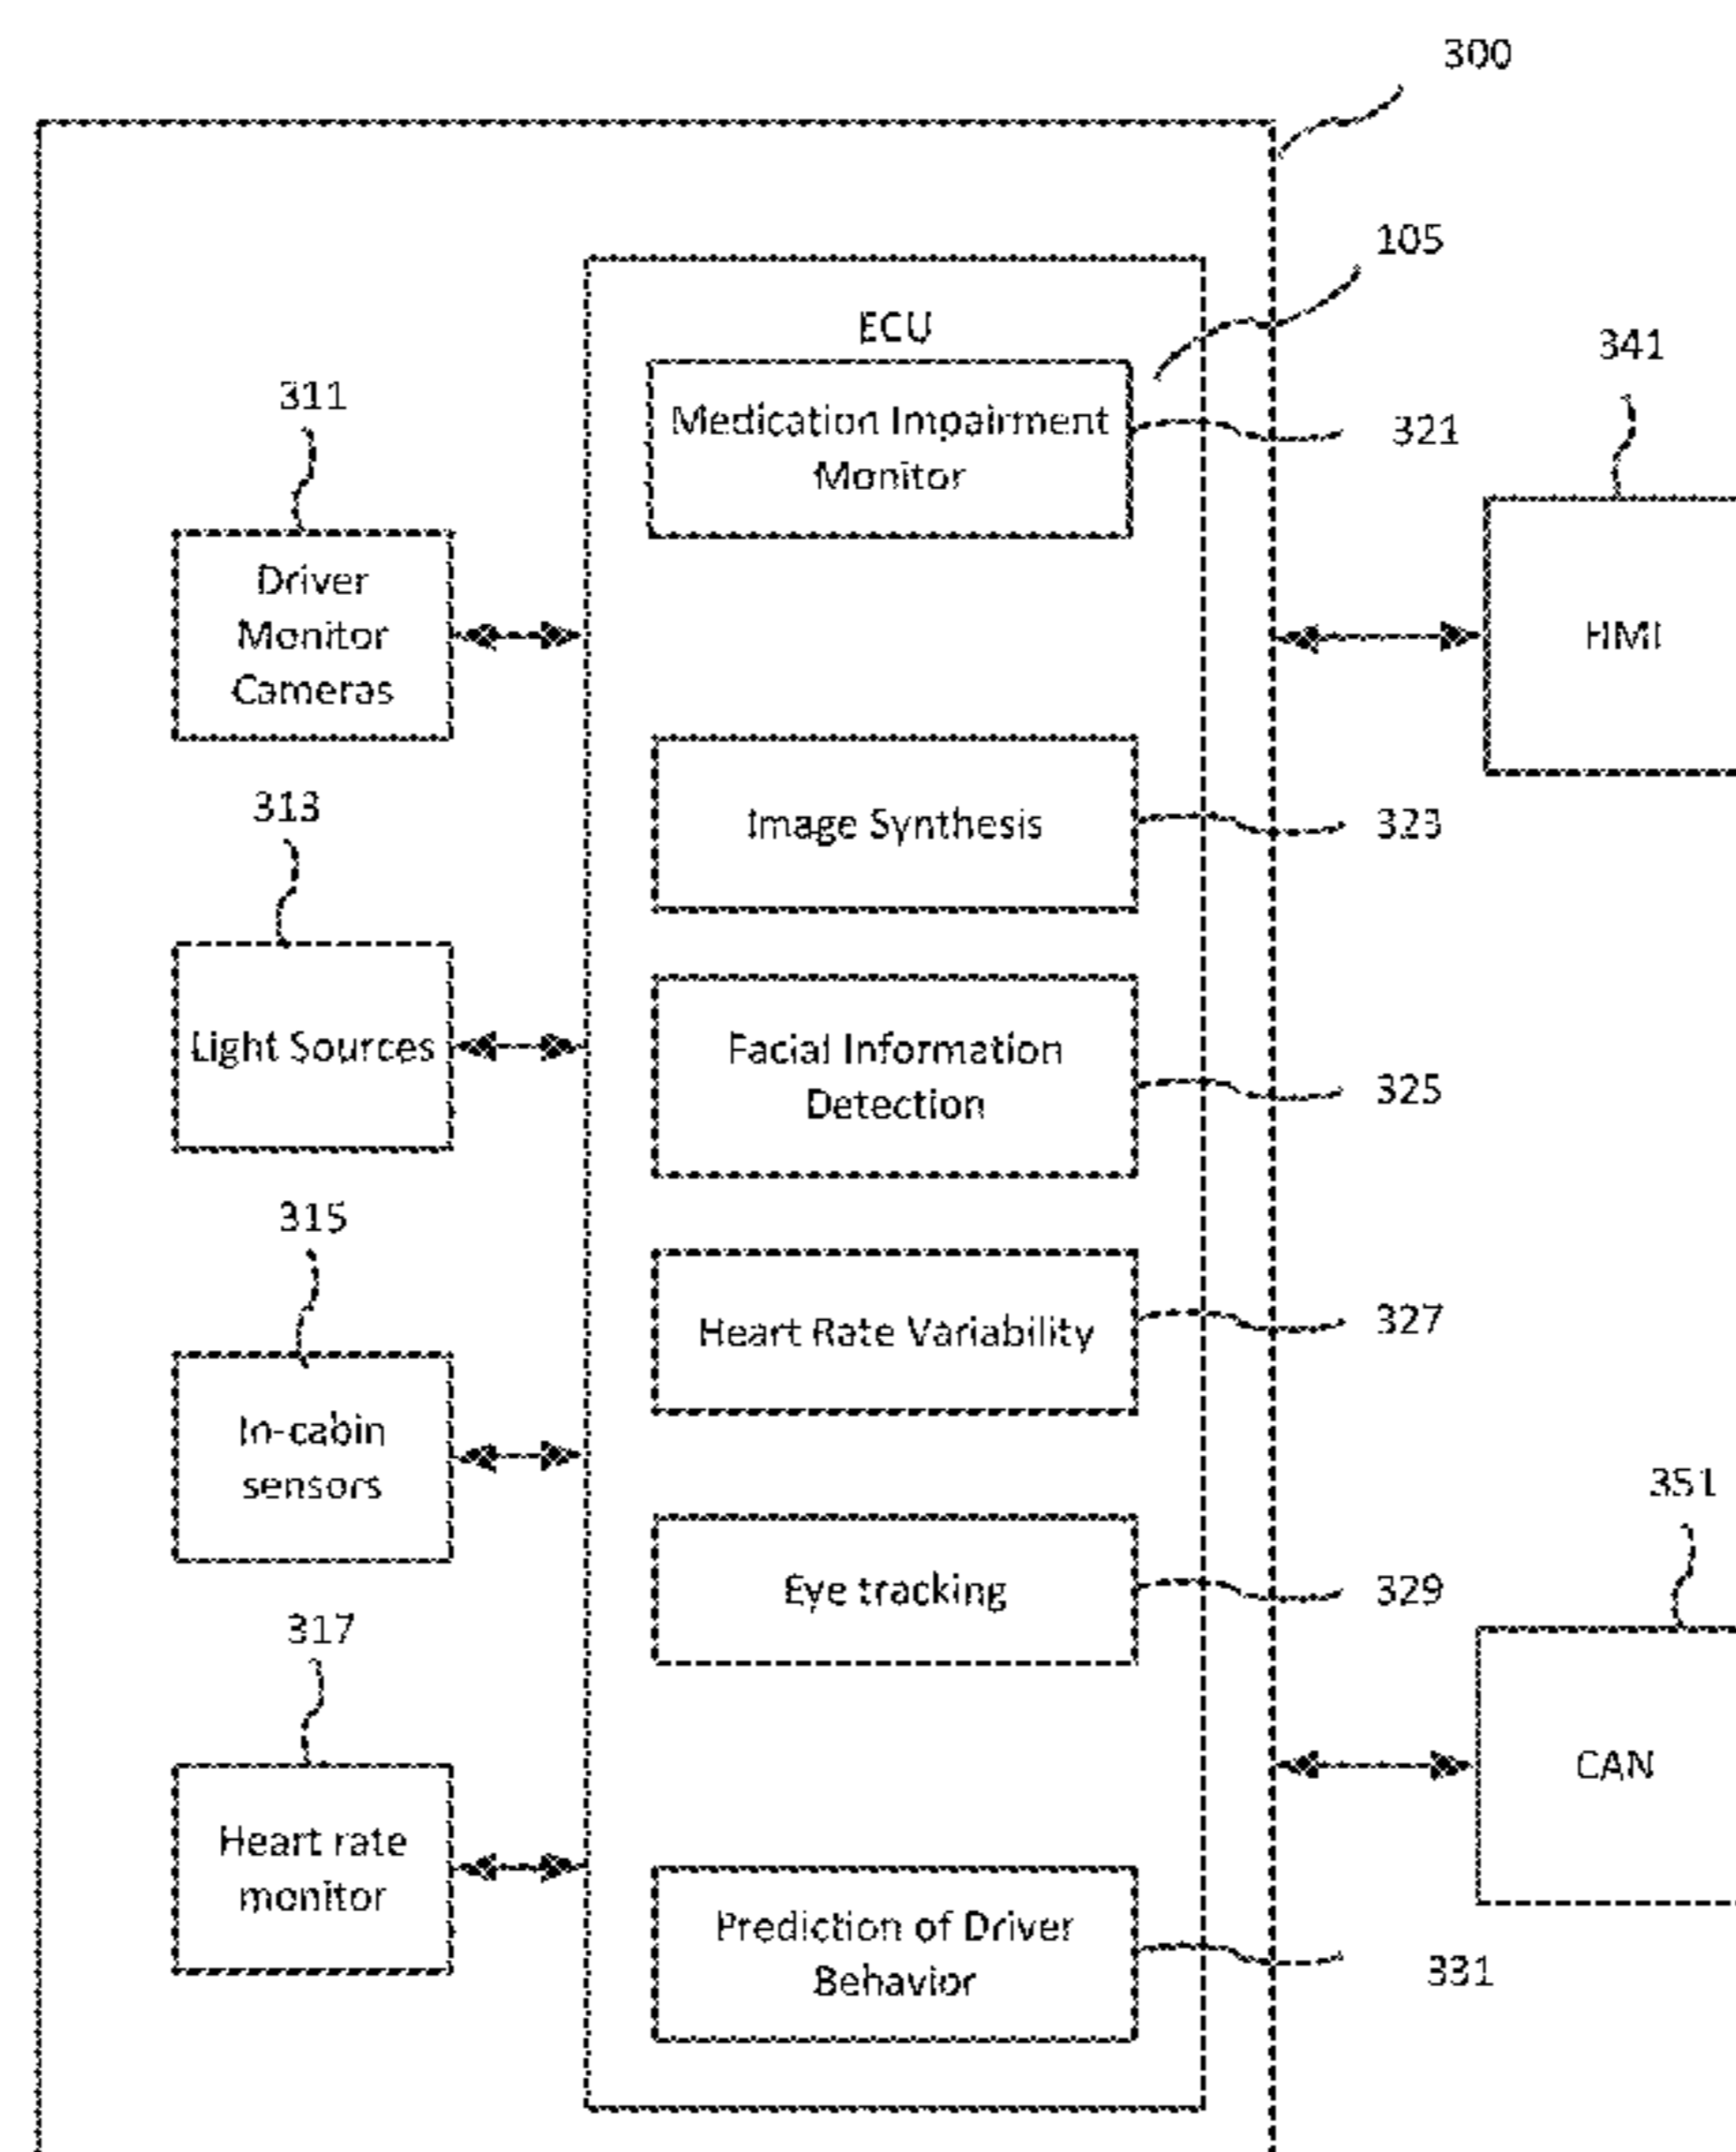 300
105
ECU
341
311
Medication Impairment
Monitor
321
Driver
Monitor
Cameras
HMI
313
Image Synthesis
323
Light Sources
Facial Information
Detection
325
315
Heart Rate Variability
327
In-cabin
sensors
351
Eye tracking
329
317
CAN
Heart rate
monitor
Prediction of Driver
Behavior
331